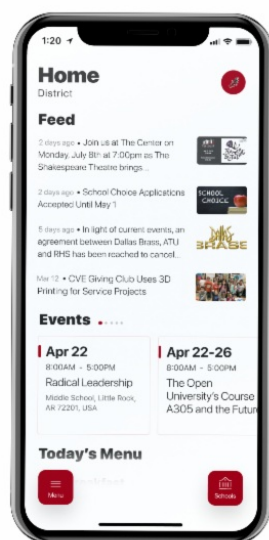 1:20
Home
District
Feed
2 days ago • Join us at The Center on
Monday, July 8th at 7:00pm as The
Shakespeare Theatre brings...
2 days ago • School Choice Applications
Accepted Until May 1
SCHOOL
CHOICE
5 days ago • In light of current events, an
agreement between Dallas Brass, ATU
and RHS has been reached to cancel...
BRASS
Mar 12 • CVE Giving Club Uses 3D
Printing for Service Projects
Events
Apr 22
8:00AM - 5:00PM
Radical Leadership
Middle School, Little Rock,
AR 72201, USA
Apr 22-26
8:00AM - 5:00PM
The Open
University's Course
A305 and the Future
Today's Menu
Menu
Schools